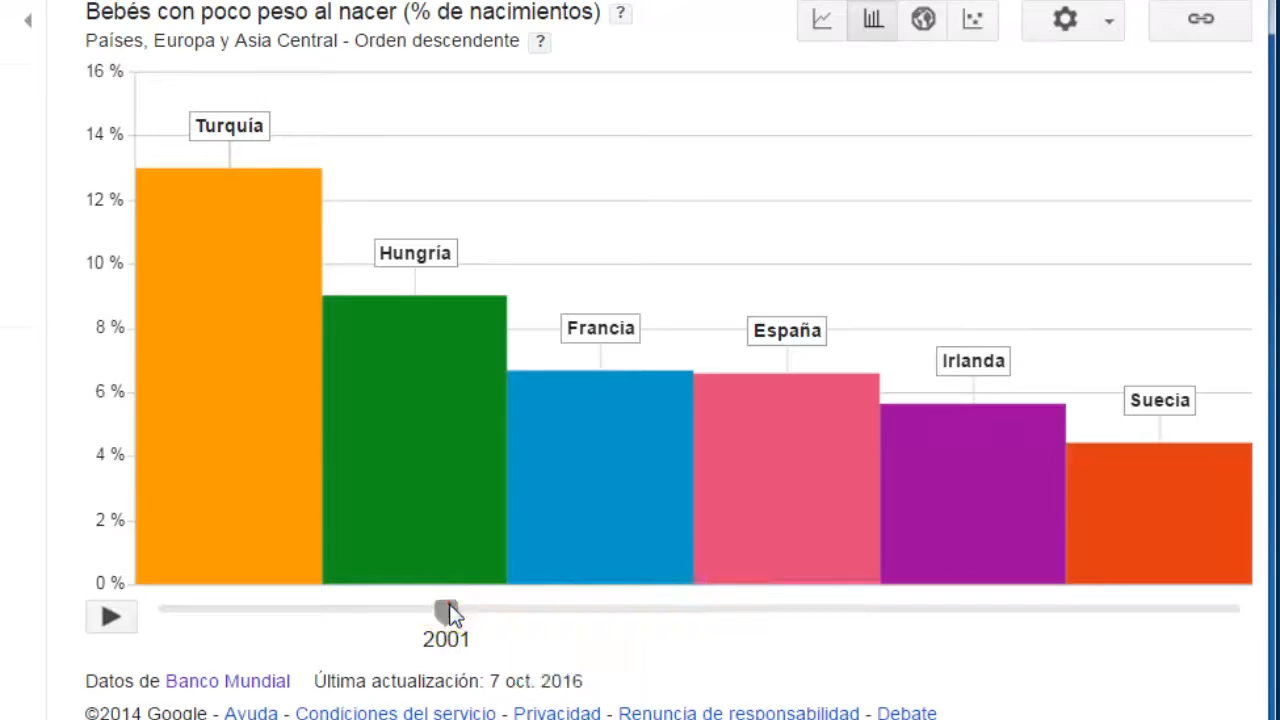 Bebés con poco peso al nacer (% de nacimientos) ?
Países, Europa y Asia Central - Orden descendente ?
16 %
14 %
12 %
10 %
8 %
6 %
4 %
2 %
0 %
Turquía
Hungría
Francia
España
Irlanda
Suecia
2001
Datos de Banco Mundial Última actualización: 7 oct. 2016
©2014 Google - Ayuda - Condiciones del servicio - Privacidad - Renuncia de responsabilidad - Debate